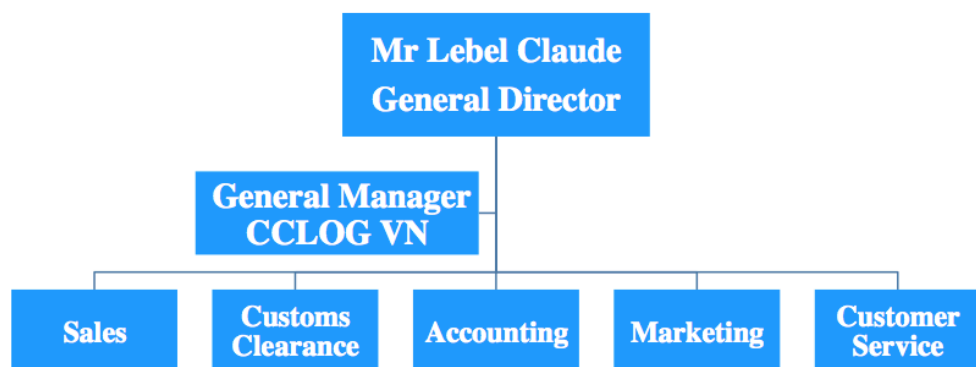 Mr Lebel Claude
General Director
General Manager
CCLOG VN
Sales
Customs
Clearance
Accounting
Marketing
Customer
Service